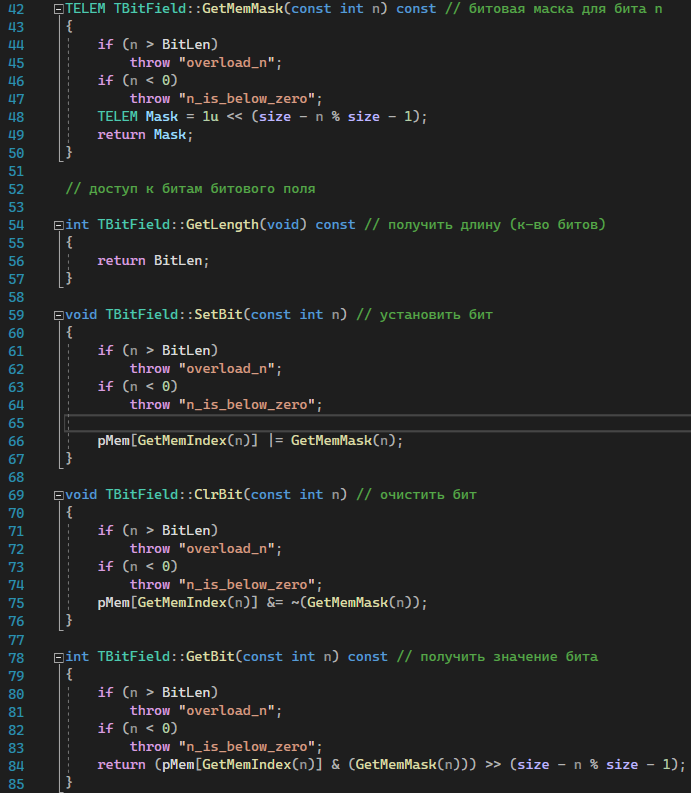 42 TELEM TBitField::GetMemMask(const int n) const // битовая маска для бита n
43 {
44 if (n > BitLen)
45 throw "overload_n";
46 if (n < 0)
47 throw "n_is_below_zero";
48 TELEM Mask = 1u << (size - n % size - 1);
49 return Mask;
50 }
51
52 // доступ к битам битового поля
53
54 int TBitField::GetLength(void) const // получить длину (к-во битов)
55 {
56 return BitLen;
57 }
58
59 void TBitField::SetBit(const int n) // установить бит
60 {
61 if (n > BitLen)
62 throw "overload_n";
63 if (n < 0)
64 throw "n_is_below_zero";
65
66 pMem[GetMemIndex(n)] |= GetMemMask(n);
67 }
68
69 void TBitField::ClrBit(const int n) // очистить бит
70 {
71 if (n > BitLen)
72 throw "overload_n";
73 if (n < 0)
74 throw "n_is_below_zero";
75 pMem[GetMemIndex(n)] &= ~(GetMemMask(n));
76 }
77
78 int TBitField::GetBit(const int n) const // получить значение бита
79 {
80 if (n > BitLen)
81 throw "overload_n";
82 if (n < 0)
83 throw "n_is_below_zero";
84 return (pMem[GetMemIndex(n)] & (GetMemMask(n))) >> (size - n % size - 1);
85 }